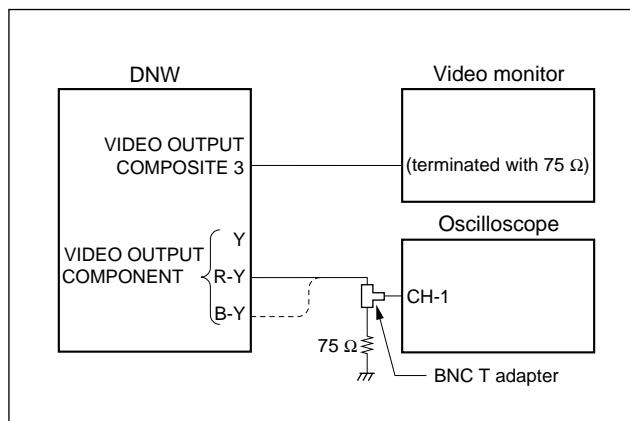 DNW
Video monitor
VIDEO OUTPUT
COMPOSITE 3
(terminated with 75 Ω)
Oscilloscope
VIDEO OUTPUT
COMPONENT
Y
R-Y
B-Y
CH-1
75 Ω
BNC T adapter